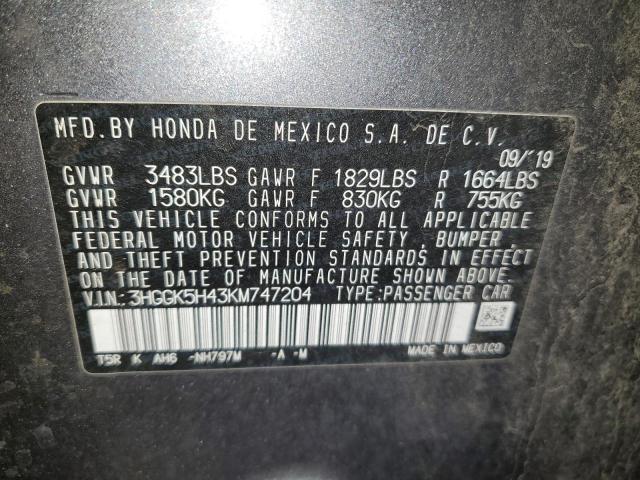 MFD.BY HONDA DE MEXICO S.A. DE C.V.
09/'19
GVWR 3483LBS GAWR F 1829LBS R 1664LBS
GVWR 1580KG GAWR F 830KG R 755KG
THIS VEHICLE CONFORMS TO ALL APPLICABLE
FEDERAL MOTOR VEHICLE SAFETY , BUMPER ,
AND THEFT PREVENTION STANDARDS IN EFFECT
ON THE DATE OF MANUFACTURE SHOWN ABOVE.
V.I.N: 3HGGK5H43KM747204 TYPE:PASSENGER CAR
T5R K AH6 -NH797M -A -M
MADE IN MEXICO